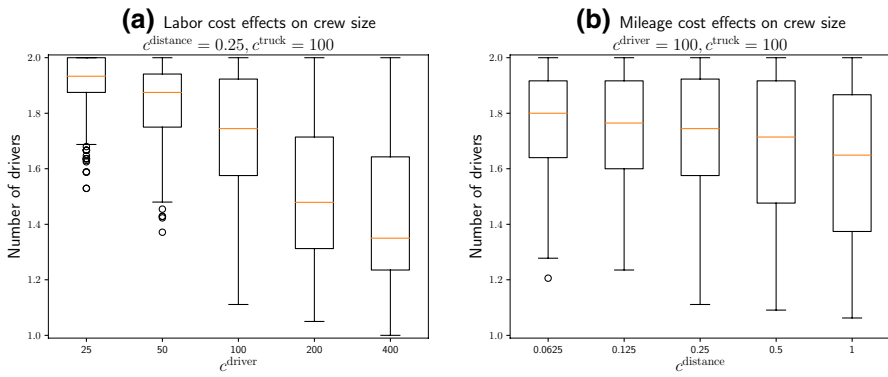 (a) Labor cost effects on crew size
c^distance = 0.25, c^truck = 100
Number of drivers
2.0
1.8
1.6
1.4
1.2
1.0
25 50 100 200 400
c^driver
(b) Mileage cost effects on crew size
c^driver = 100, c^truck = 100
Number of drivers
2.0
1.8
1.6
1.4
1.2
1.0
0.0625 0.125 0.25 0.5 1
c^distance